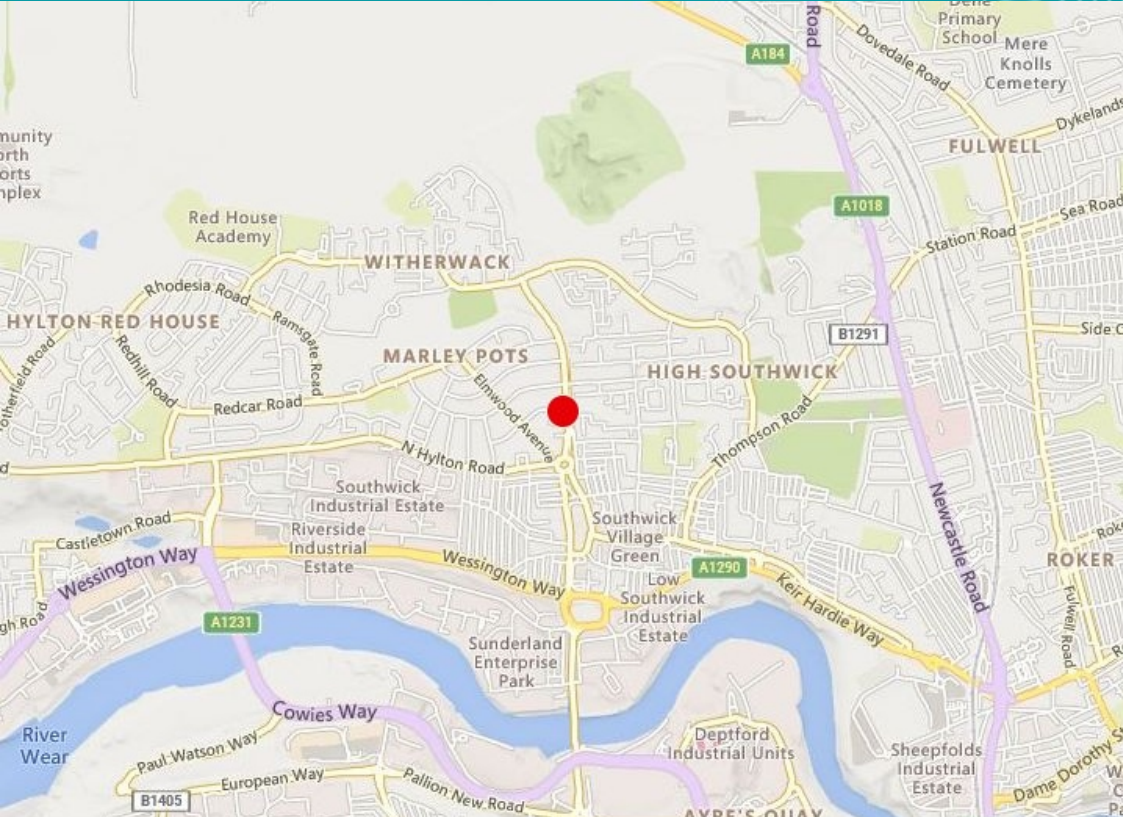 Road
Dene
Primary
School
A184
Dovedale Road
Mere
Knolls
Cemetery
Dykelands
FULWELL
A1018
Sea Road
Station Road
Red House
Academy
WITHERWACK
Rhodesia Road
HYLTON RED HOUSE
Ramsgate Road
B1291
Side
MARLEY POTS
HIGH SOUTHWICK
Redhill Road
Elmwood Avenue
Redcar Road
Thompson Road
N Hylton Road
Southwick
Industrial Estate
Castletown Road
Riverside
Industrial
Estate
Southwick
Village
Green
Newcastle Road
ROKER
Wessington Way
Wessington Way
A1290
Low
Southwick
Industrial
Estate
Keir Hardie Way
Fulwell Road
A1231
Sunderland
Enterprise
Park
Cowies Way
River
Wear
Paul Watson Way
Deptford
Industrial Units
Sheepfolds
Industrial
Estate
European Way
Pallion New Road
B1405
Dame Dorothy
AYRE'S QUAY